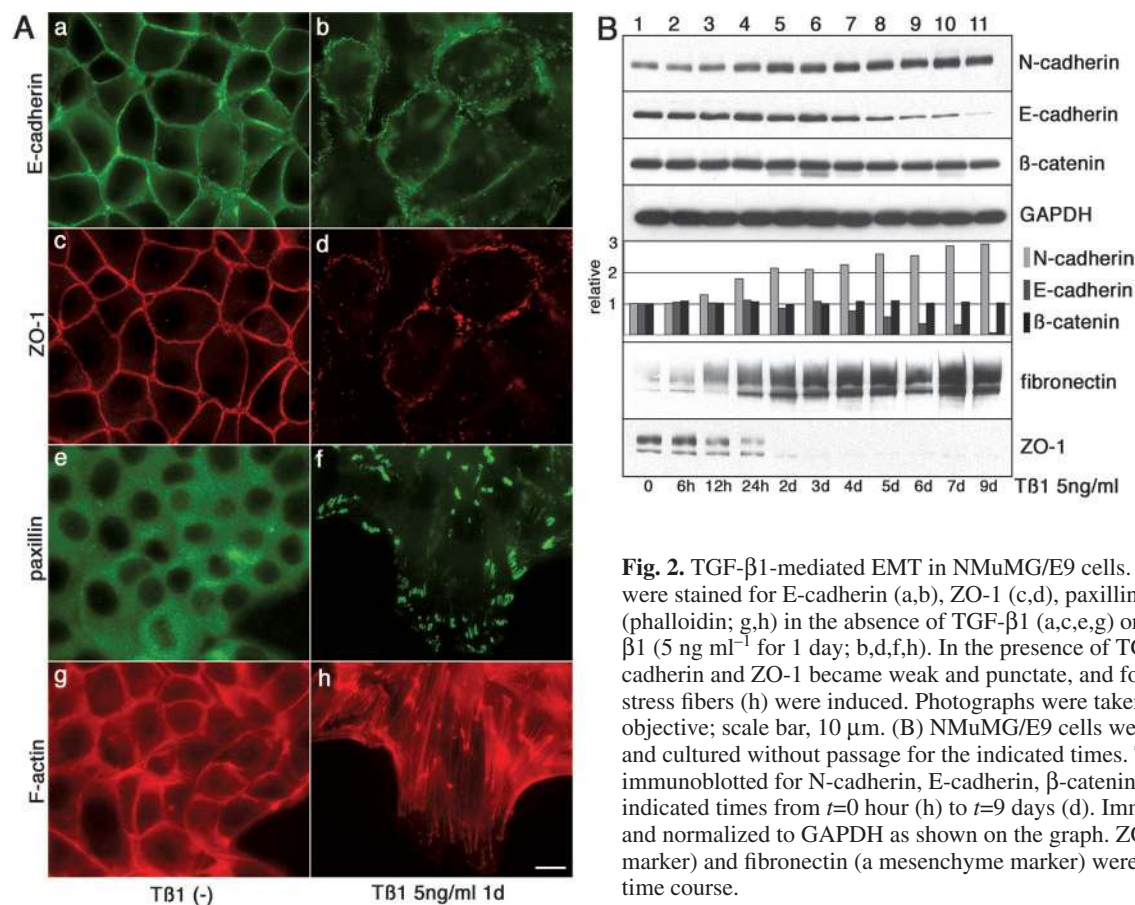 A
a
b
E-cadherin
c
d
ZO-1
e
f
paxillin
g
h
F-actin
Tß1 (-)
Tß1 5ng/ml 1d
B
1 2 3 4 5 6 7 8 9 10 11
N-cadherin
E-cadherin
ß-catenin
GAPDH
3
2
1
relative
N-cadherin
E-cadherin
ß-catenin
fibronectin
ZO-1
0 6h 12h 24h 2d 3d 4d 5d 6d 7d 9d Tß1 5ng/ml
Fig. 2. TGF-β1-mediated EMT in NMuMG/E9 cells.
were stained for E-cadherin (a,b), ZO-1 (c,d), paxillin
(phalloidin; g,h) in the absence of TGF-β1 (a,c,e,g) or
β1 (5 ng ml–1 for 1 day; b,d,f,h). In the presence of TG
cadherin and ZO-1 became weak and punctate, and fo
stress fibers (h) were induced. Photographs were taken
objective; scale bar, 10 μm. (B) NMuMG/E9 cells we
and cultured without passage for the indicated times.
immunoblotted for N-cadherin, E-cadherin, β-catenin
indicated times from t=0 hour (h) to t=9 days (d). Imm
and normalized to GAPDH as shown on the graph. ZO
marker) and fibronectin (a mesenchyme marker) were
time course.